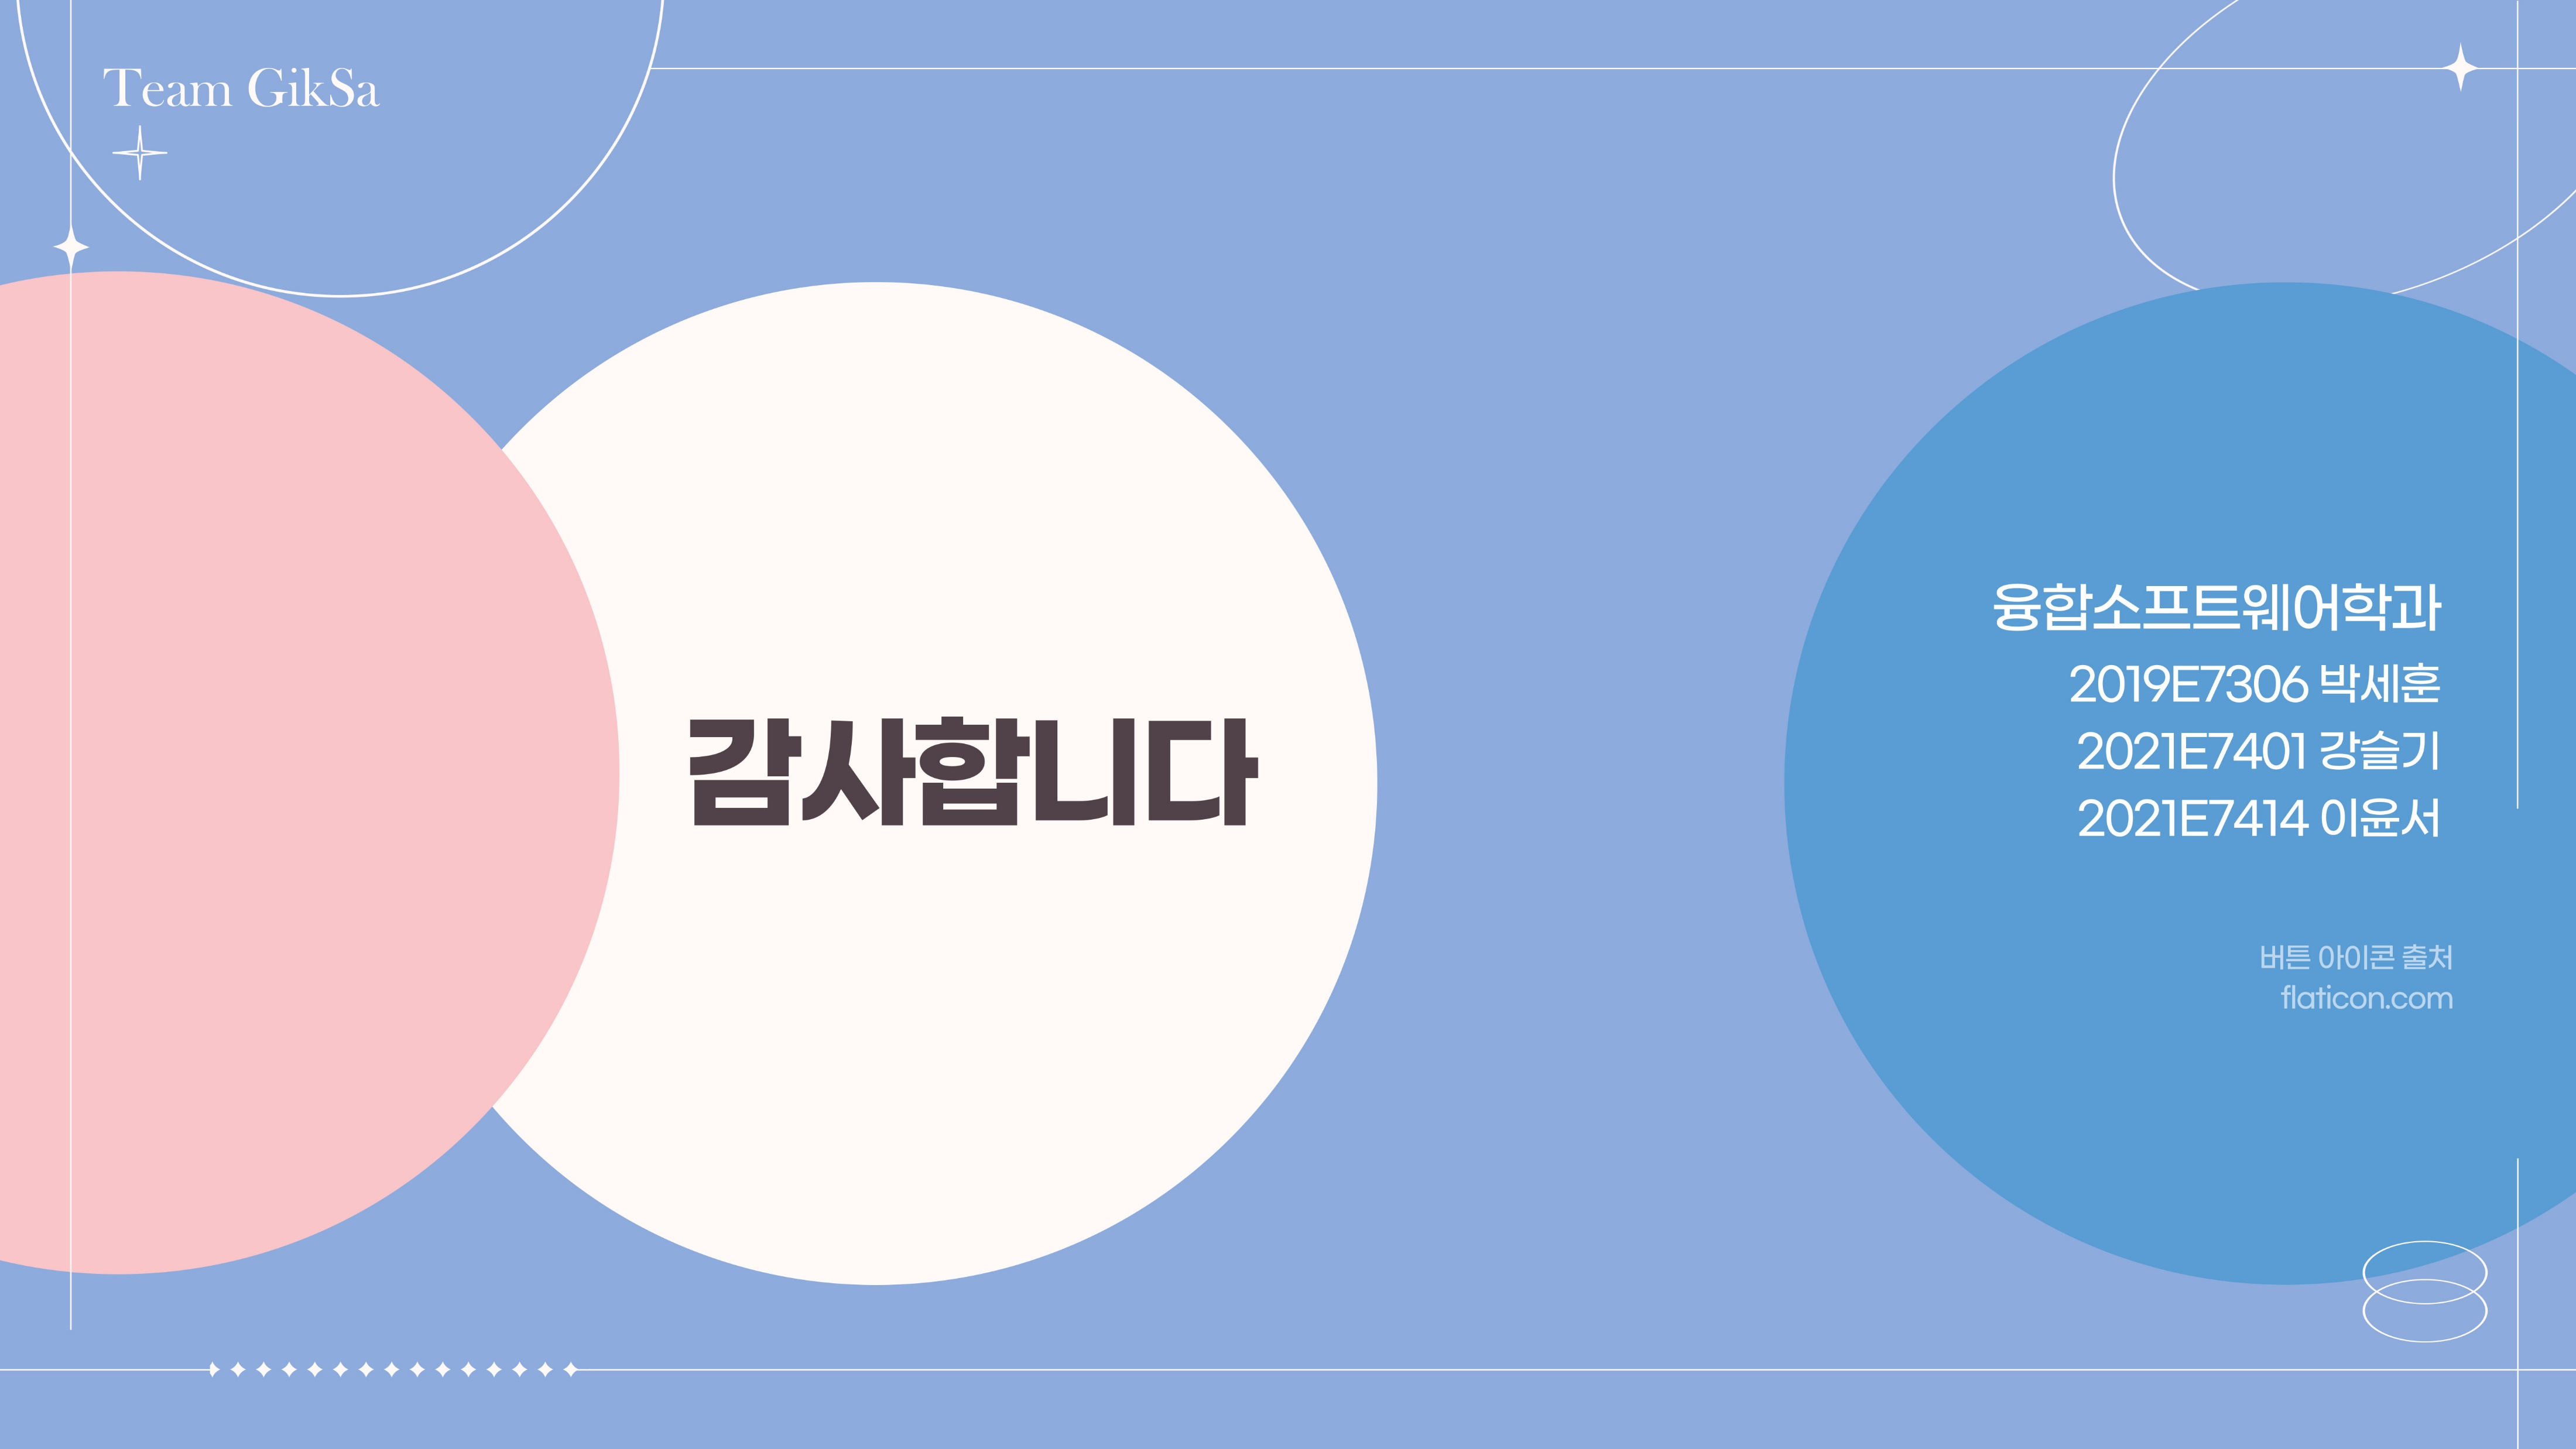 Team GikSa
감사합니다
융합소프트웨어학과
2019E7306 박세훈
2021E7401 강슬기
2021E7414 이윤서
버튼 아이콘 출처
flaticon.com